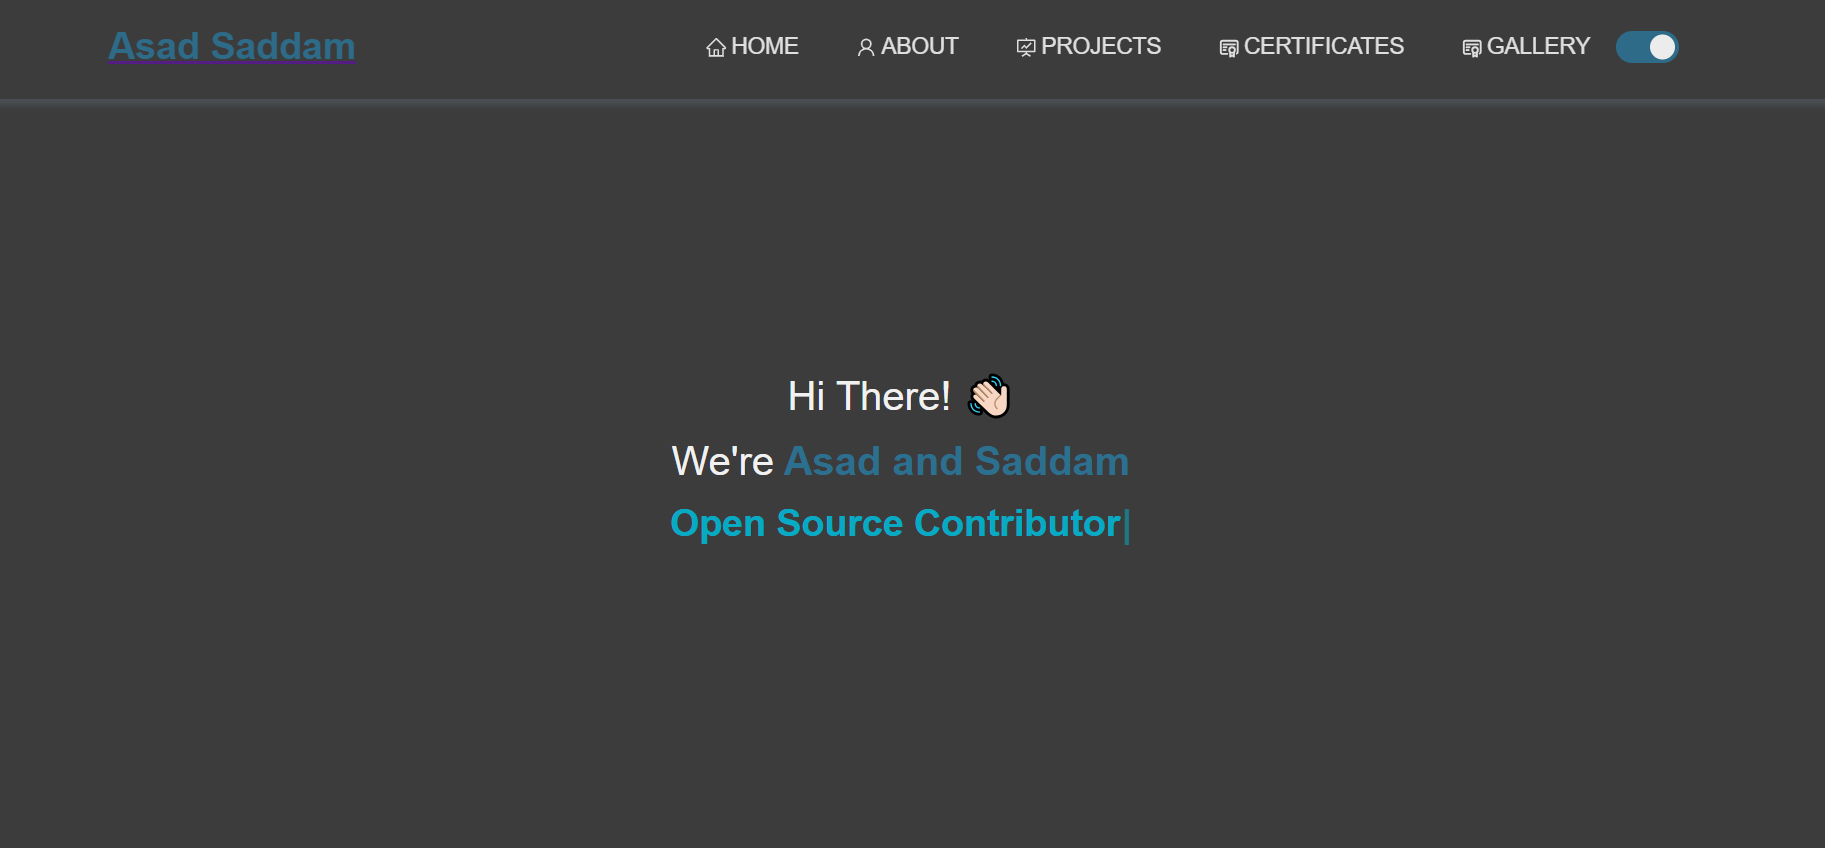 Asad Saddam
HOME
ABOUT
PROJECTS
CERTIFICATES
GALLERY
Hi There! 👋🏻
We're Asad and Saddam
Open Source Contributor|